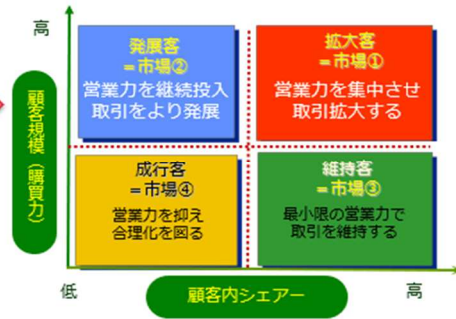 高
発展客
＝市場②
営業力を継続投入
取引をより発展
拡大客
＝市場①
営業力を集中させ
取引拡大する
顧客規模（購買力）
成行客
＝市場④
営業力を抑え
合理化を図る
維持客
＝市場③
最小限の営業力で
取引を維持する
低
顧客内シェアー
高